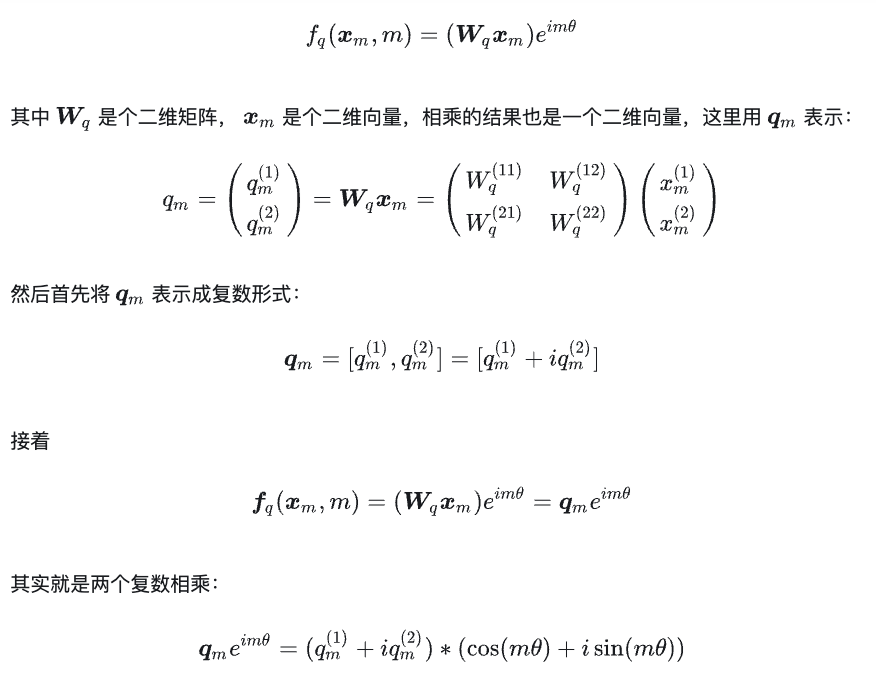 $f_q(\boldsymbol{x}_m, m) = (\boldsymbol{W}_q \boldsymbol{x}_m) e^{im\theta}$
其中 $\boldsymbol{W}_q$ 是个二维矩阵， $\boldsymbol{x}_m$ 是个二维向量，相乘的结果也是一个二维向量，这里用 $\boldsymbol{q}_m$ 表示：
$q_m = \begin{pmatrix} q_m^{(1)} \\ q_m^{(2)} \end{pmatrix} = \boldsymbol{W}_q \boldsymbol{x}_m = \begin{pmatrix} W_q^{(11)} & W_q^{(12)} \\ W_q^{(21)} & W_q^{(22)} \end{pmatrix} \begin{pmatrix} x_m^{(1)} \\ x_m^{(2)} \end{pmatrix}$
然后首先将 $\boldsymbol{q}_m$ 表示成复数形式：
$\boldsymbol{q}_m = [q_m^{(1)}, q_m^{(2)}] = [q_m^{(1)} + i q_m^{(2)}]$
接着
$\boldsymbol{f}_q(\boldsymbol{x}_m, m) = (\boldsymbol{W}_q \boldsymbol{x}_m) e^{im\theta} = \boldsymbol{q}_m e^{im\theta}$
其实就是两个复数相乘：
$\boldsymbol{q}_m e^{im\theta} = (q_m^{(1)} + i q_m^{(2)}) * (\cos(m\theta) + i \sin(m\theta))$